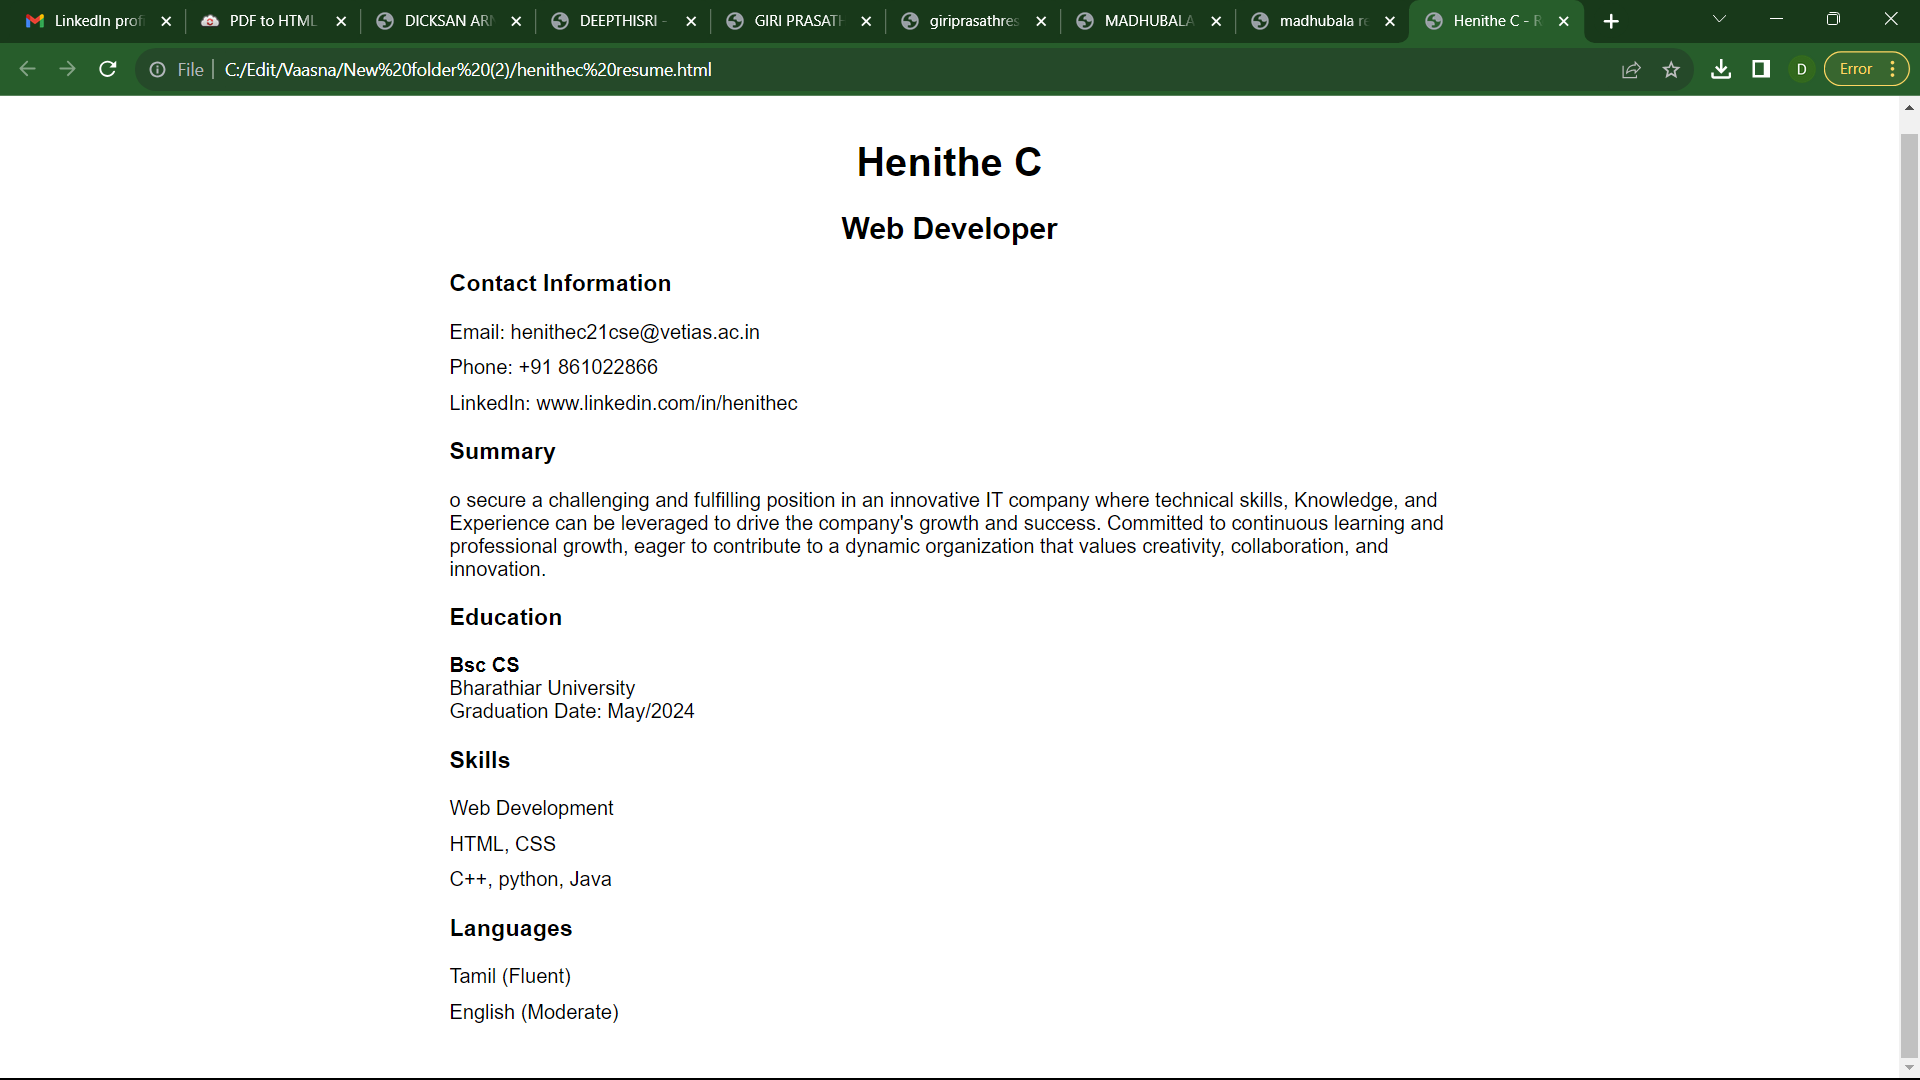 LinkedIn prof
PDF to HTML
DICKSAN ARN
DEEPTHISRI -
GIRI PRASATH
giriprasathres
MADHUBALA
madhubala re
Henithe C - R
File
C:/Edit/Vaasna/New%20folder%20(2)/henithec%20resume.html
D
Error
Henithe C
Web Developer
Contact Information
Email: henithec21cse@vetias.ac.in
Phone: +91 861022866
LinkedIn: www.linkedin.com/in/henithec
Summary
o secure a challenging and fulfilling position in an innovative IT company where technical skills, Knowledge, and
Experience can be leveraged to drive the company's growth and success. Committed to continuous learning and
professional growth, eager to contribute to a dynamic organization that values creativity, collaboration, and
innovation.
Education
Bsc CS
Bharathiar University
Graduation Date: May/2024
Skills
Web Development
HTML, CSS
C++, python, Java
Languages
Tamil (Fluent)
English (Moderate)